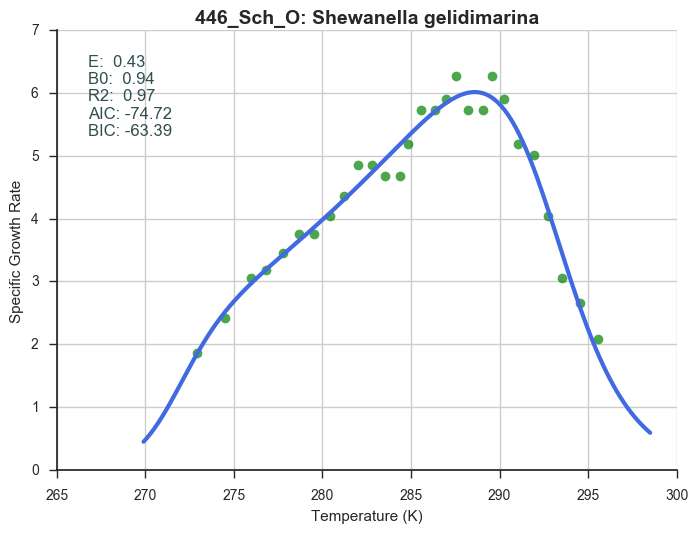 446_Sch_O: Shewanella gelidimarina
E:  0.43
B0:  0.94
R2:  0.97
AIC: -74.72
BIC: -63.39
Specific Growth Rate
7
6
5
4
3
2
1
0
265 270 275 280 285 290 295 300
Temperature (K)